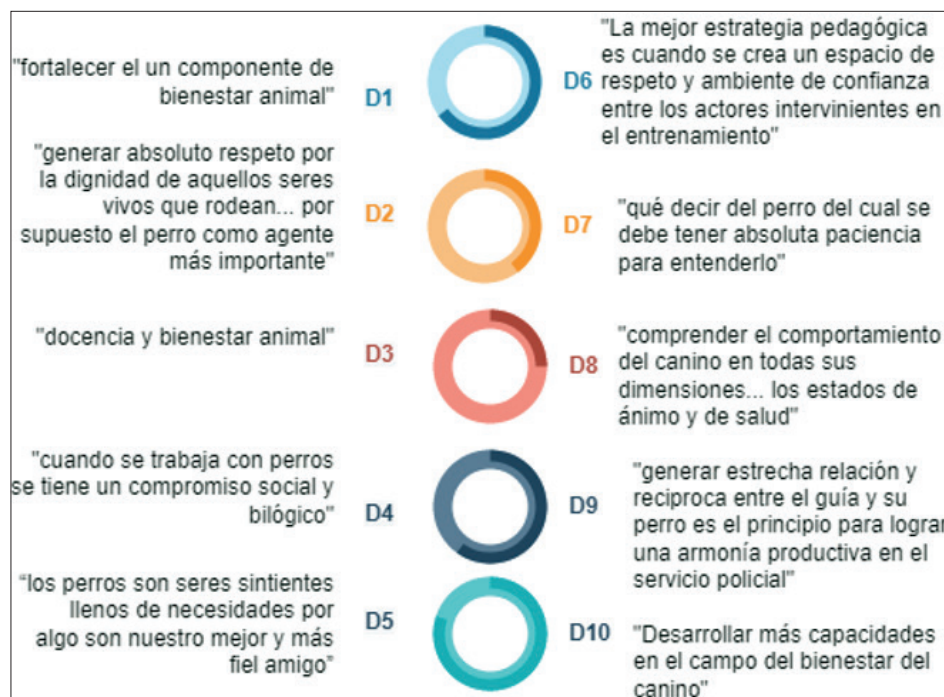 "fortalecer el un componente de
bienestar animal"
D1
"generar absoluto respeto por
la dignidad de aquellos seres
vivos que rodean... por
supuesto el perro como agente
más importante"
D2
"docencia y bienestar animal"
D3
"cuando se trabaja con perros
se tiene un compromiso social y
bilógico"
D4
"los perros son seres sintientes
llenos de necesidades por
algo son nuestro mejor y más
fiel amigo"
D5
D6
"La mejor estrategia pedagógica
es cuando se crea un espacio de
respeto y ambiente de confianza
entre los actores intervinientes en
el entrenamiento"
D7
"qué decir del perro del cual se
debe tener absoluta paciencia
para entenderlo"
D8
"comprender el comportamiento
del canino en todas sus
dimensiones... los estados de
ánimo y de salud"
D9
"generar estrecha relación y
reciproca entre el guía y su
perro es el principio para lograr
una armonía productiva en el
servicio policial"
D10
"Desarrollar más capacidades
en el campo del bienestar del
canino"